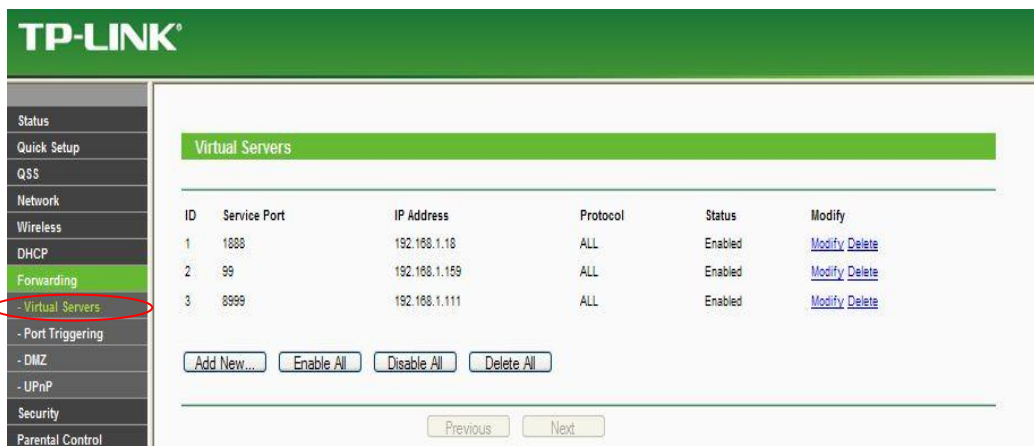 TP-LINK®
Status
Quick Setup
QSS
Network
Wireless
DHCP
Forwarding
- Virtual Servers
- Port Triggering
- DMZ
- UPnP
Security
Parental Control
Virtual Servers
ID Service Port IP Address Protocol Status Modify
1 1888 192.168.1.18 ALL Enabled Modify Delete
2 99 192.168.1.159 ALL Enabled Modify Delete
3 8999 192.168.1.111 ALL Enabled Modify Delete
Add New... Enable All Disable All Delete All
Previous Next